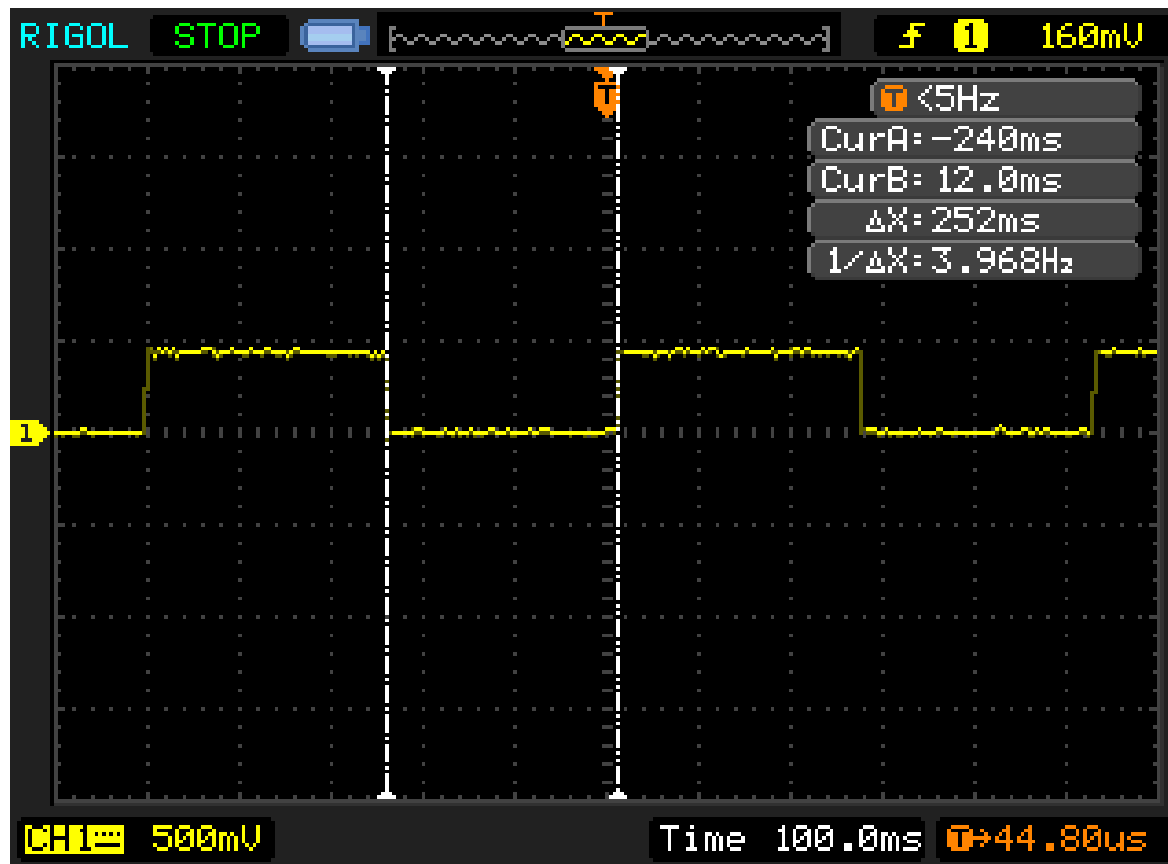 RIGOL STOP T 1 160mV
T
T <5Hz
CurA: -240ms
CurB: 12.0ms
ΔX: 252ms
1/ΔX: 3.968Hz
1
CH1 500mV Time 100.0ms T→44.80us